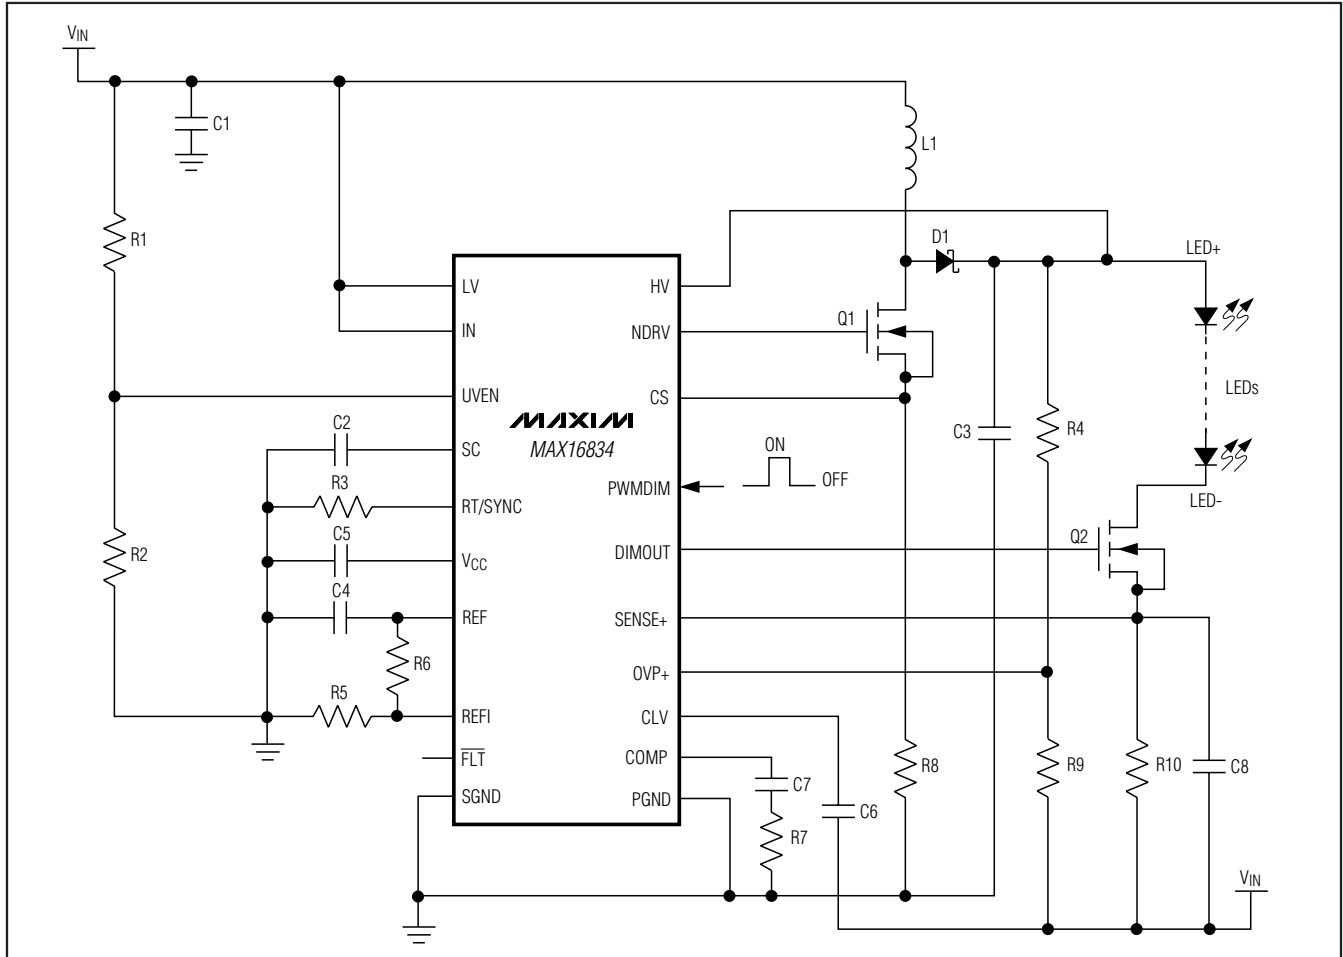 VIN
C1
L1
R1
D1
LED+
LV
HV
IN
NDRV
Q1
UVEN
CS
LEDs
MAXIM
MAX16834
C2
SC
C3
R4
ON
OFF
R3
RT/SYNC
PWMDIM
LED-
C5
VCC
DIMOUT
Q2
R2
C4
REF
SENSE+
R6
OVP+
R5
REFI
CLV
FLT
COMP
C7
R8
R9
R10
C8
SGND
PGND
C6
R7
VIN